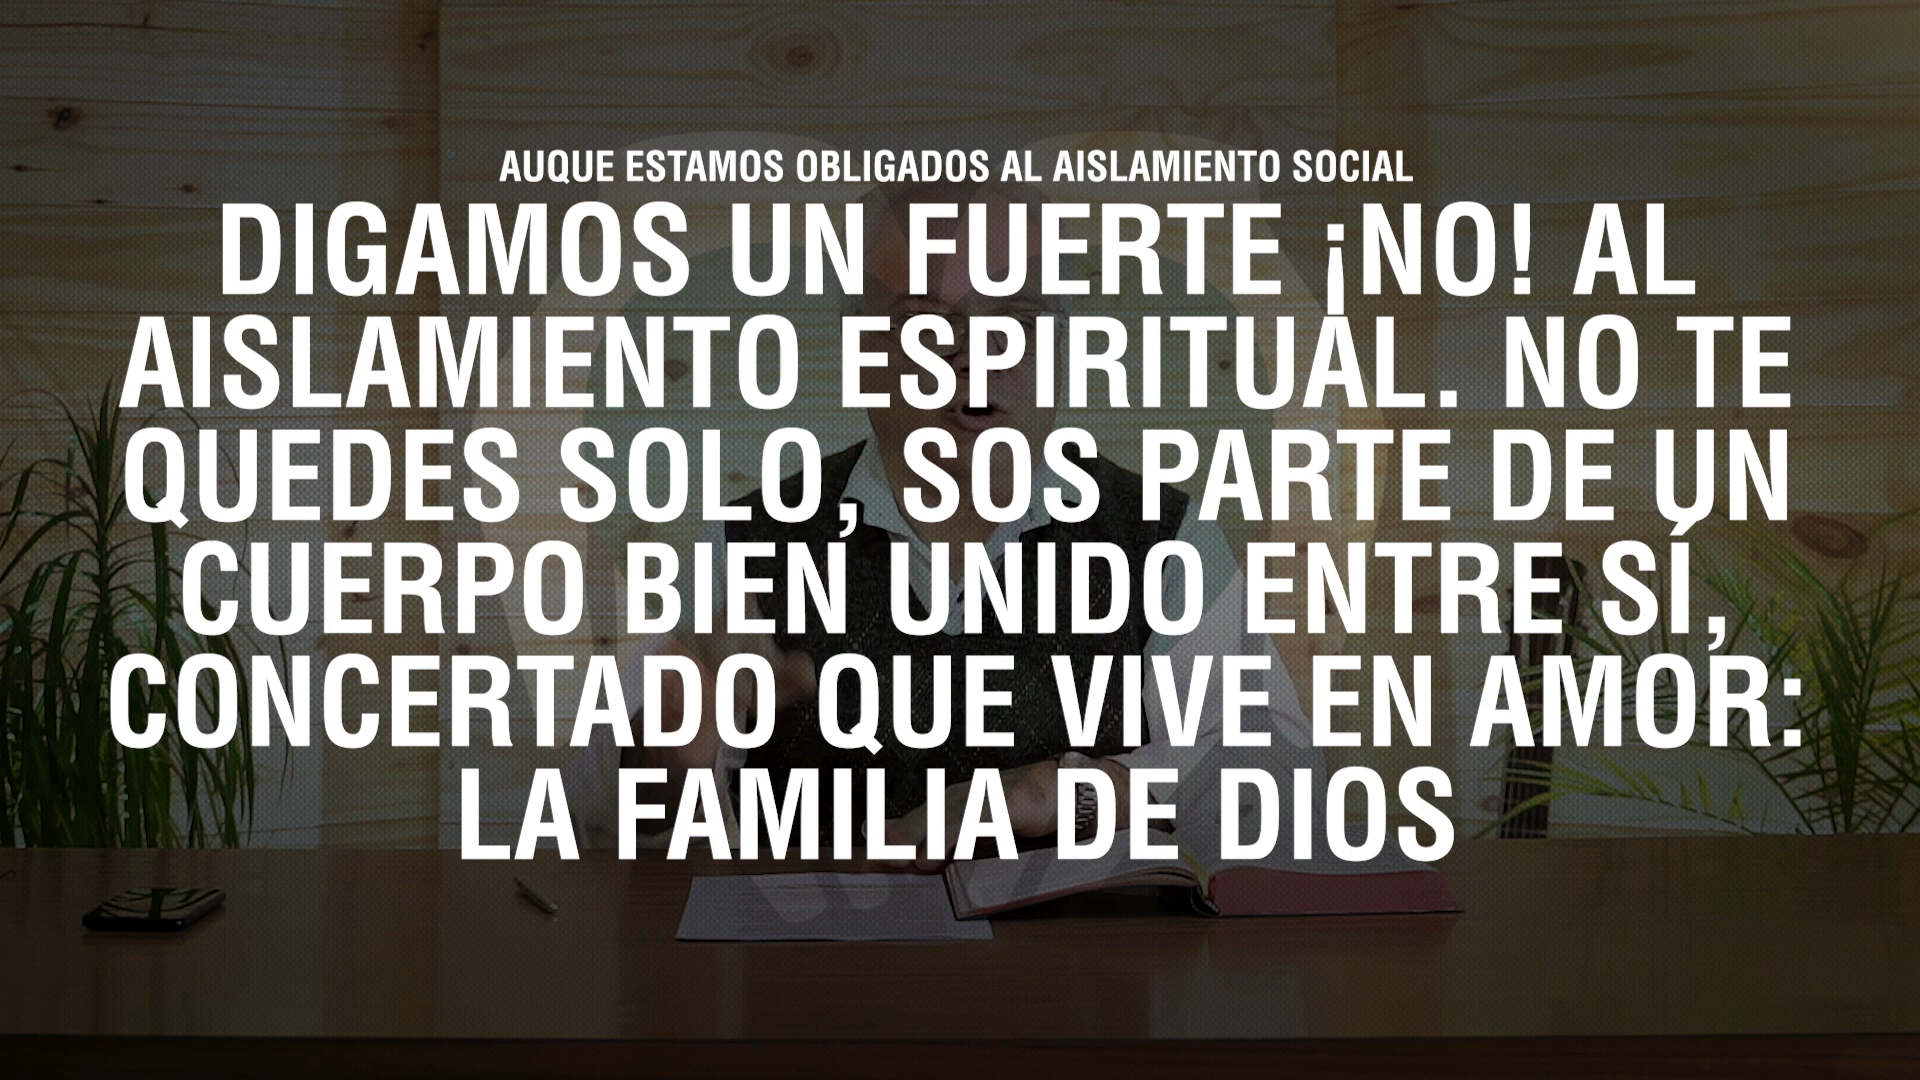 AUQUE ESTAMOS OBLIGADOS AL AISLAMIENTO SOCIAL
DIGAMOS UN FUERTE ¡NO! AL
AISLAMIENTO ESPIRITUAL. NO TE
QUEDES SOLO, SOS PARTE DE UN
CUERPO BIEN UNIDO ENTRE SÍ,
CONCERTADO QUE VIVE EN AMOR:
LA FAMILIA DE DIOS